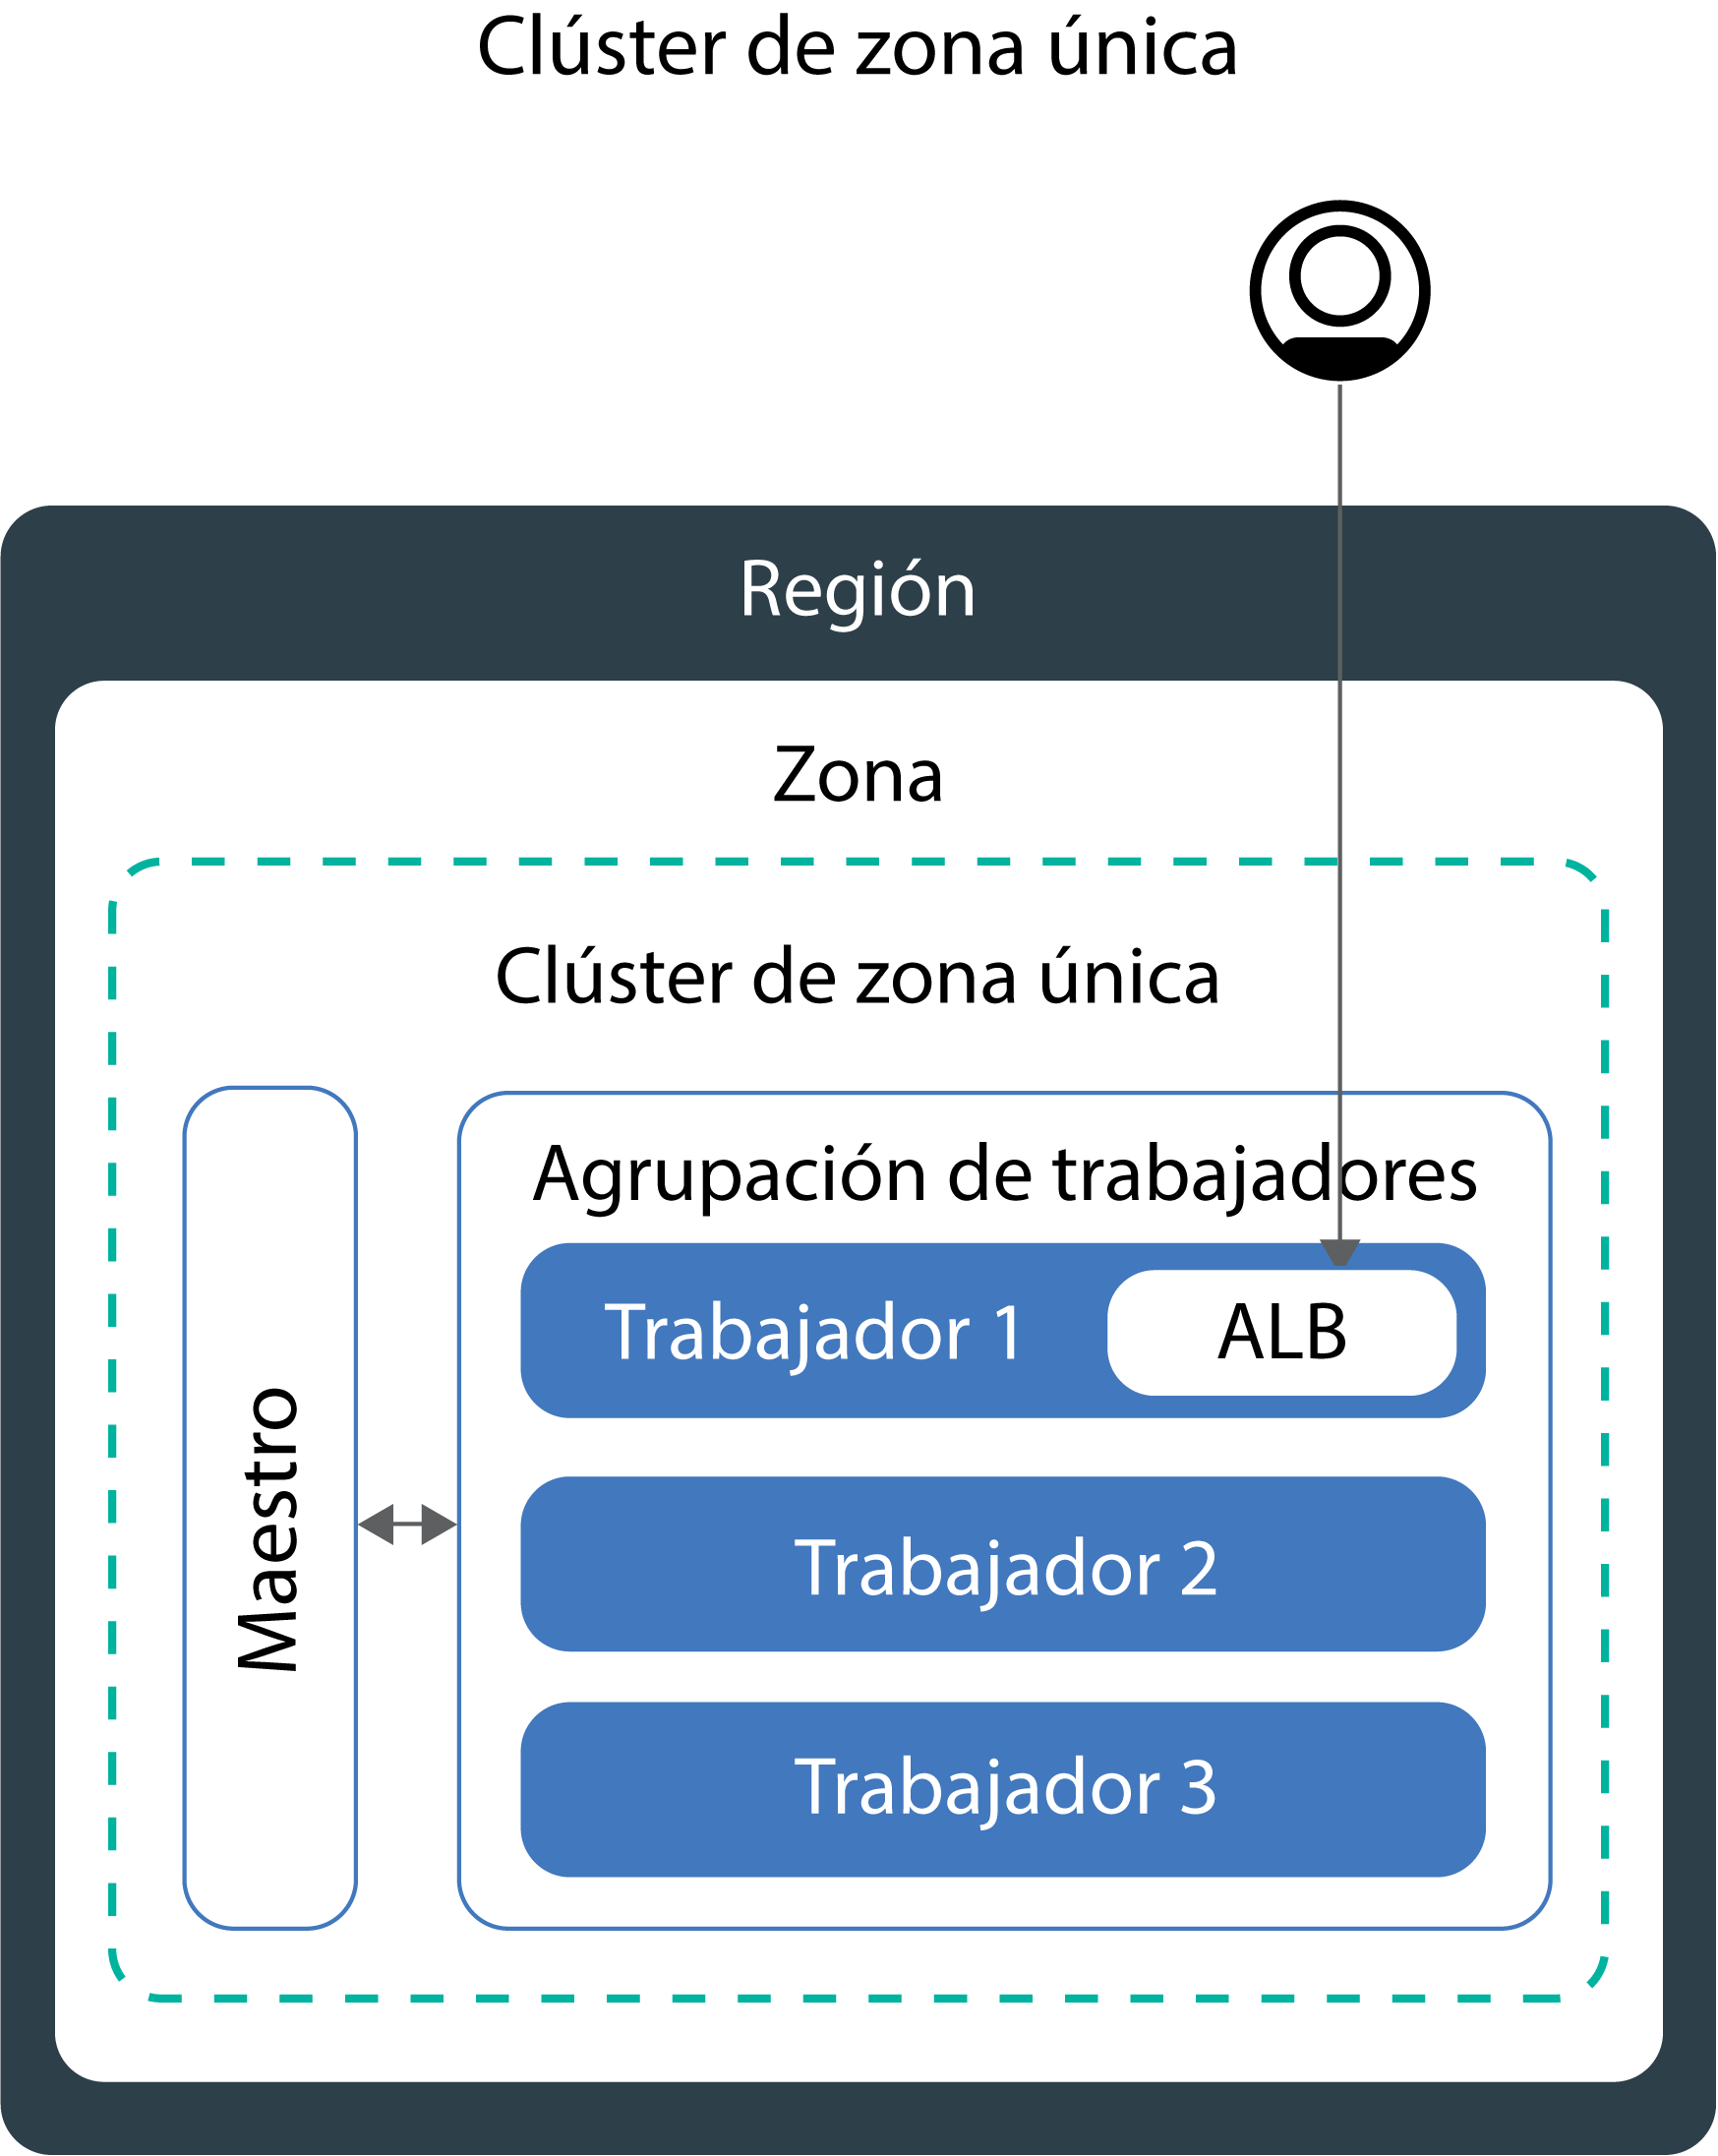 Clúster de zona única
Región
Zona
Clúster de zona única
Maestro
Agrupación de trabajadores
Trabajador 1
ALB
Trabajador 2
Trabajador 3